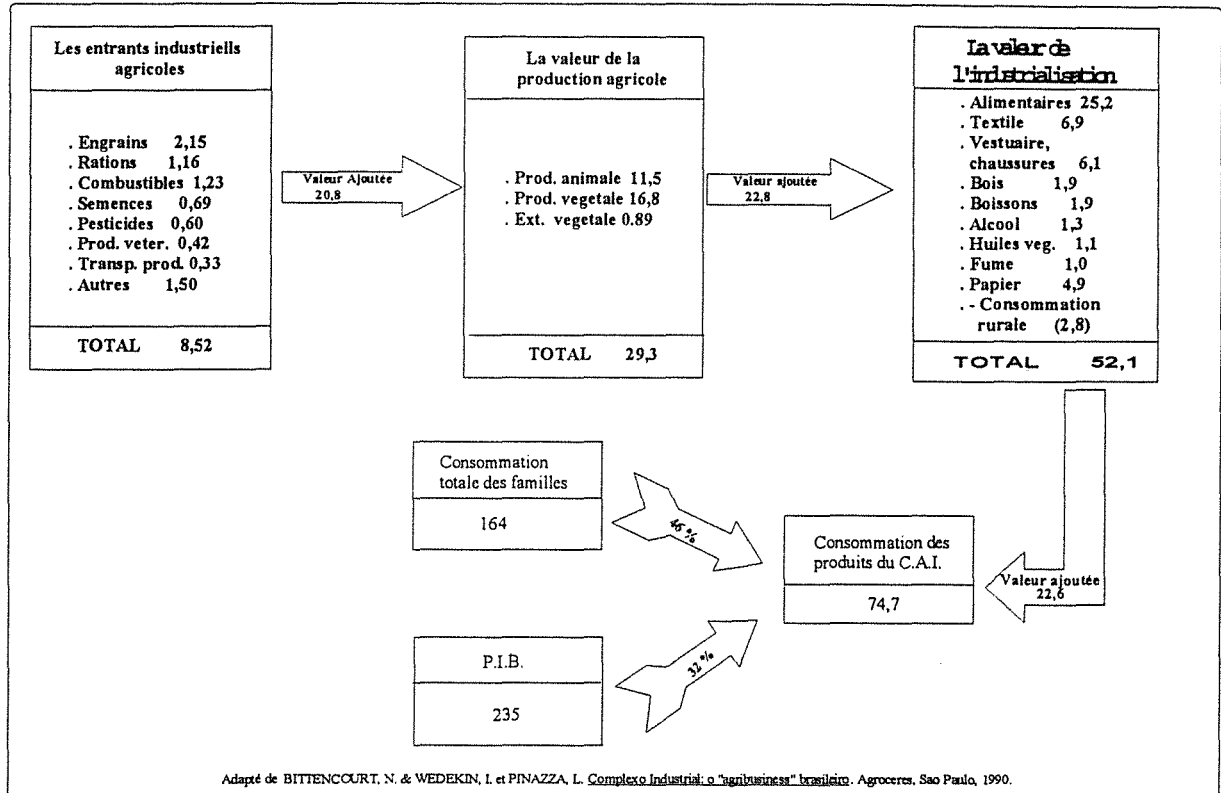 Les entrants industriells
agricoles
. Engrains 2,15
. Rations 1,16
. Combustibles 1,23
. Semences 0,69
. Pesticides 0,60
. Prod. veter. 0,42
. Transp. prod. 0,33
. Autres 1,50
TOTAL 8,52
Valeur Ajoutée
20,8
La valeur de la
production agricole
. Prod. animale 11,5
. Prod. vegetale 16,8
. Ext. vegetale 0.89
TOTAL 29,3
Valeur ajoutée
22,8
La valeur de
l'industrialisation
. Alimentaires 25,2
. Textile 6,9
. Vestuaire,
chaussures 6,1
. Bois 1,9
. Boissons 1,9
. Alcool 1,3
. Huiles veg. 1,1
. Fume 1,0
. Papier 4,9
. - Consommation
rurale (2,8)
TOTAL 52,1
Consommation
totale des familles
164
46 %
Consommation des
produits du C.A.I.
74,7
Valeur ajoutée
22,6
P.I.B.
235
32 %
Adapté de BITTENCOURT, N. & WEDEKIN, I. et PINAZZA, L. Complexo Industrial: o "agribusiness" brasileiro. Agroceres, Sao Paulo, 1990.